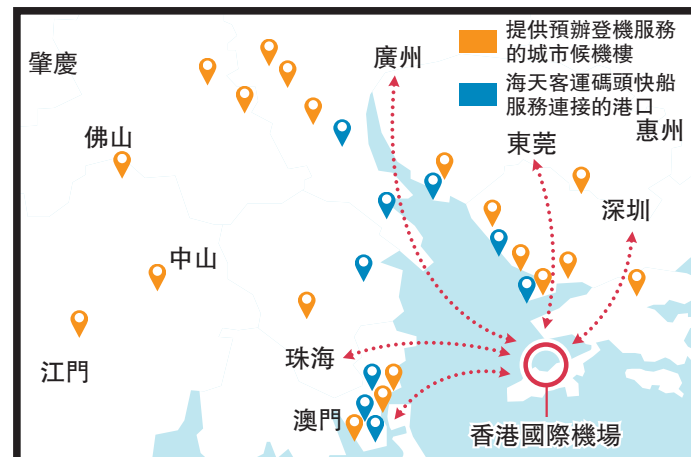 提供預辦登機服務
的城市候機樓
海天客運碼頭快船
服務連接的港口
肇慶
廣州
惠州
東莞
佛山
深圳
中山
珠海
江門
澳門
香港國際機場